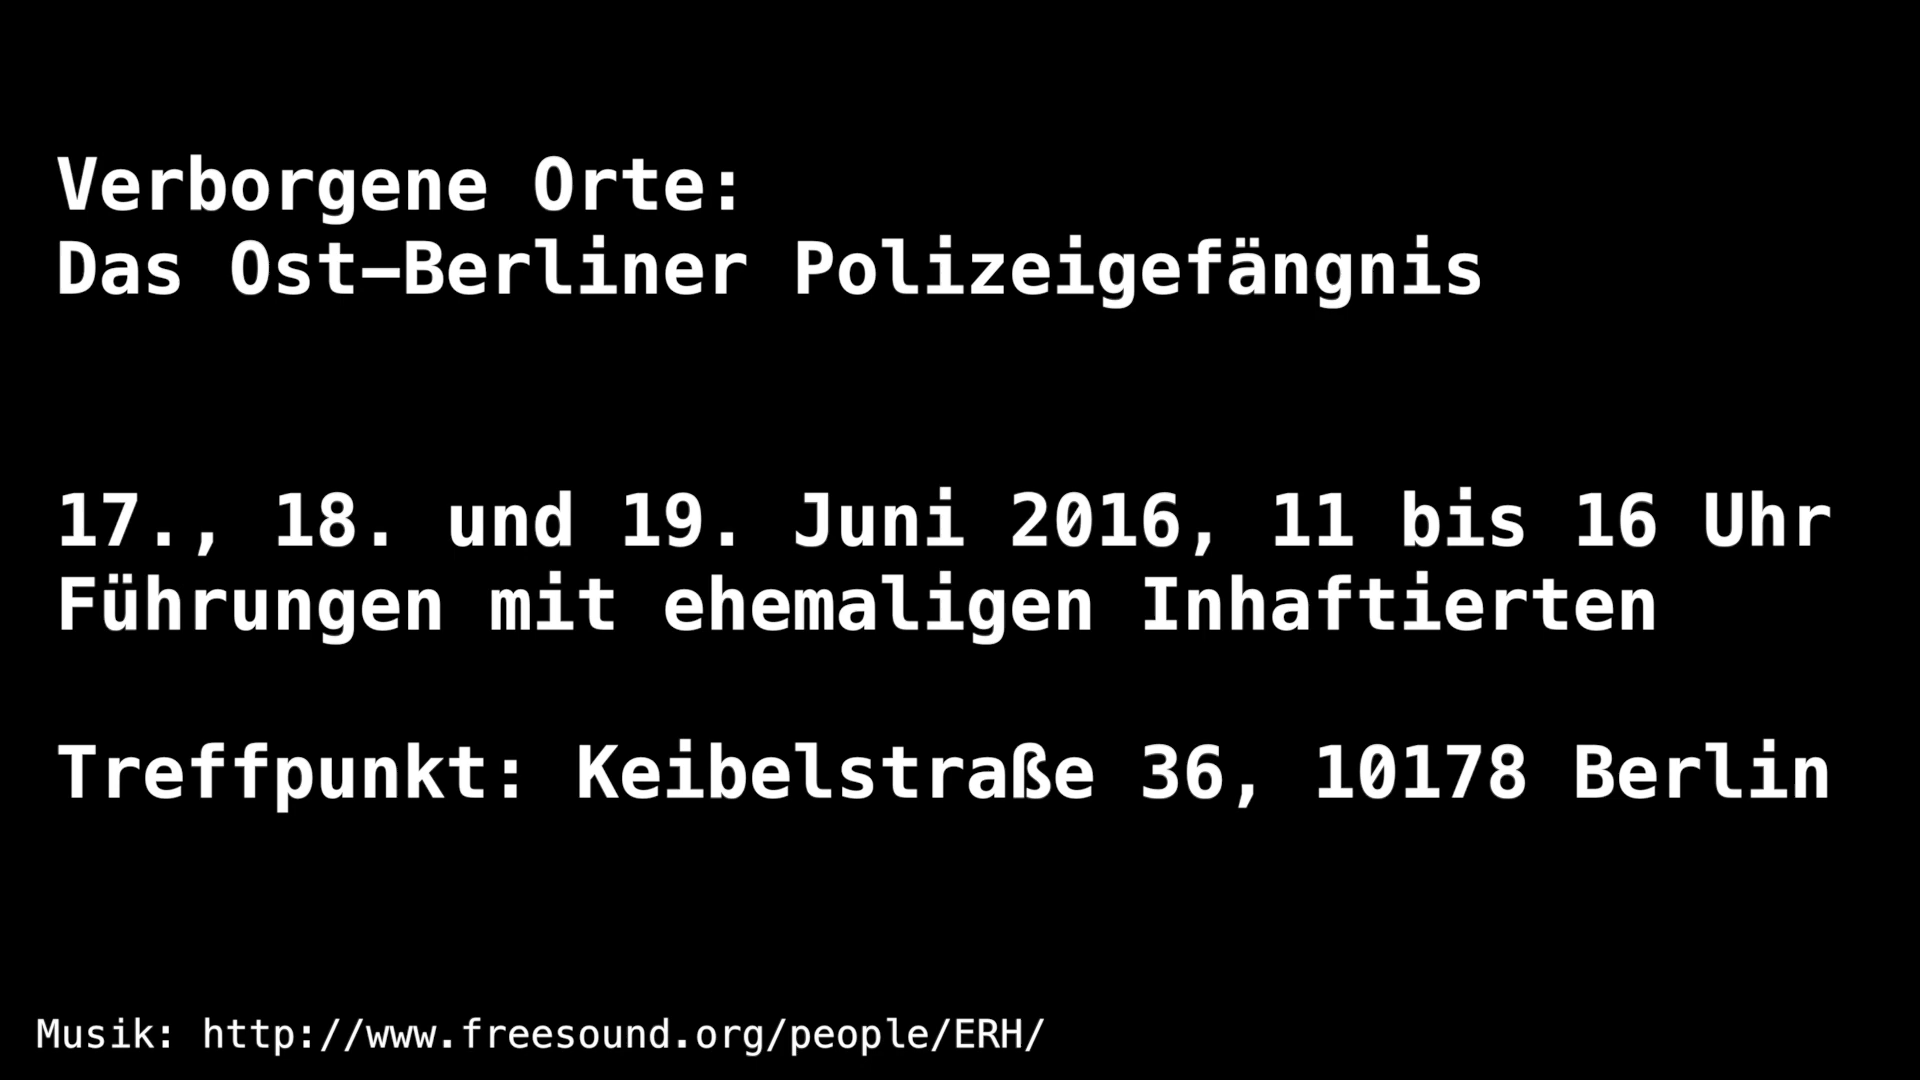 Verborgene Orte:
Das Ost–Berliner Polizeigefängnis
17., 18. und 19. Juni 2016, 11 bis 16 Uhr
Führungen mit ehemaligen Inhaftierten
Treffpunkt: Keibelstraße 36, 10178 Berlin
Musik: http://www.freesound.org/people/ERH/